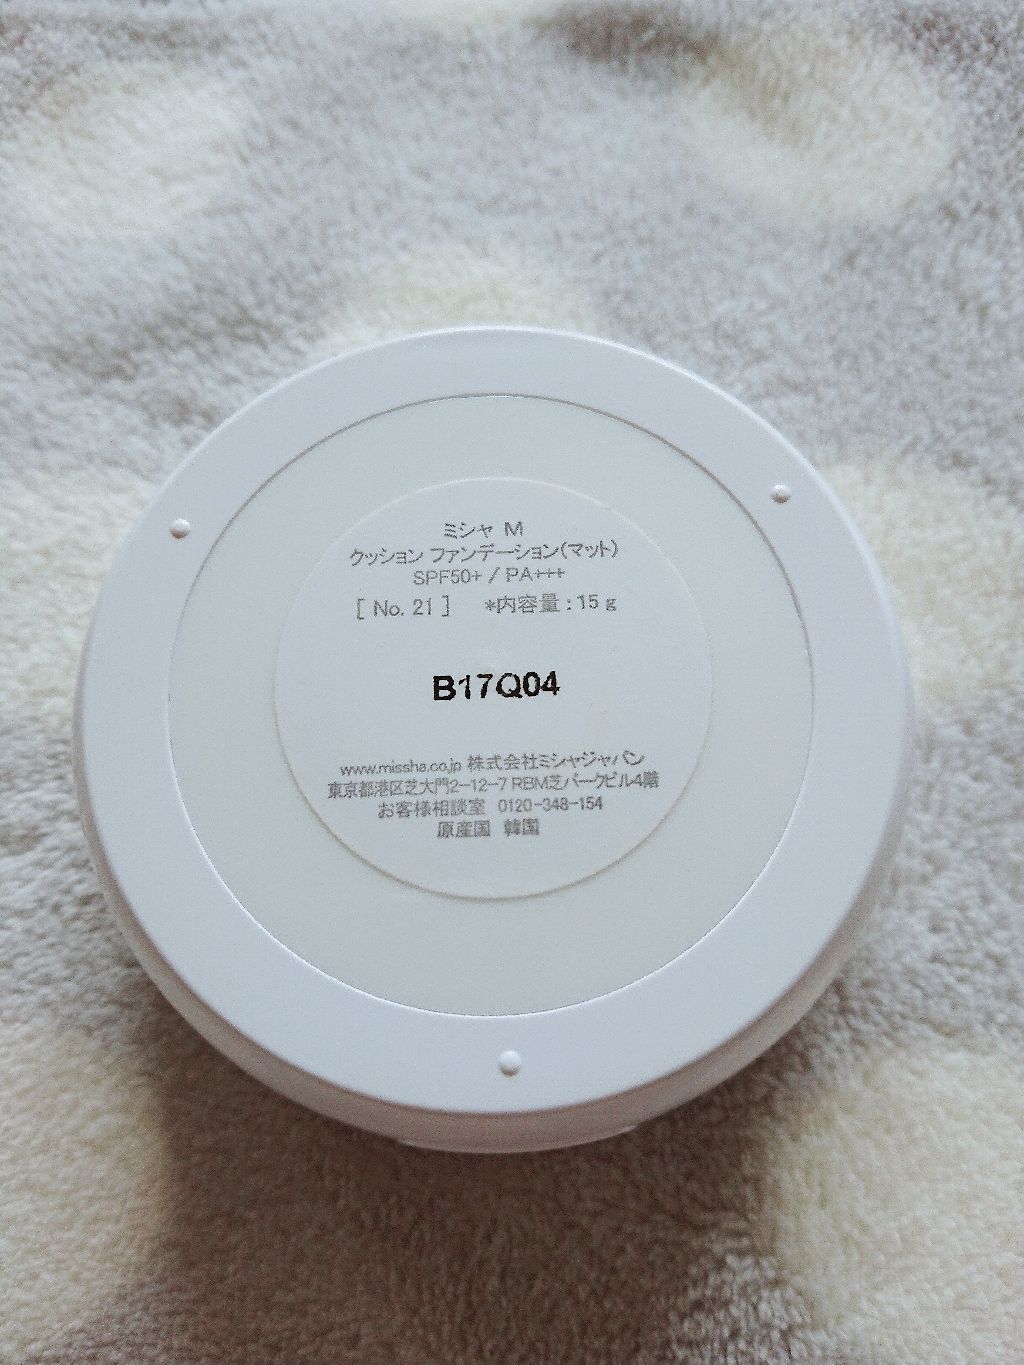 ミシャ M
クッション ファンデーション(マット)
SPF50+ / PA+++
[ No. 21 ] *内容量 : 15 g
B17Q04
www.missha.co.jp 株式会社ミシャジャパン
東京都港区芝大門2-12-7 RBM芝パークビル4階
お客様相談室 0120-348-154
原産国 韓国